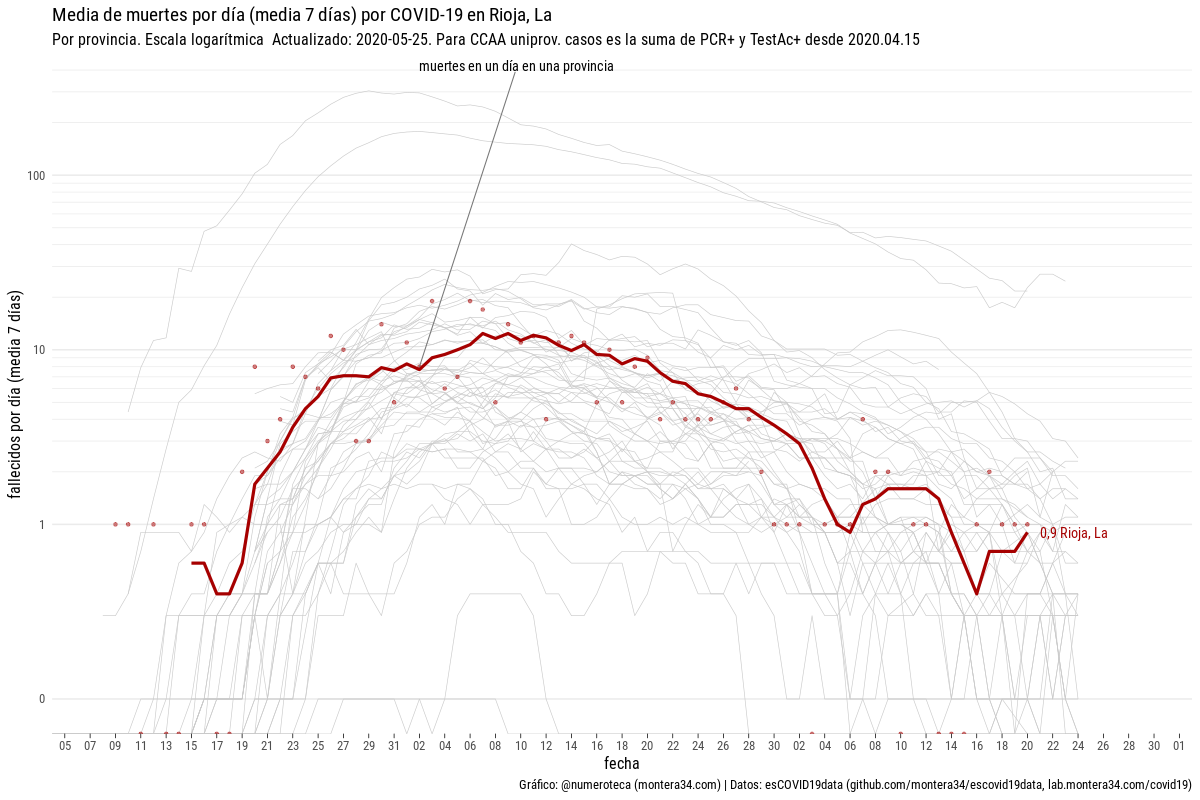 Media de muertes por día (media 7 días) por COVID-19 en Rioja, La
Por provincia. Escala logarítmica  Actualizado: 2020-05-25. Para CCAA uniprov. casos es la suma de PCR+ y TestAc+ desde 2020.04.15
muertes en un día en una provincia
fallecidos por día (media 7 días)
100
10
1
0
0,9 Rioja, La
05 07 09 11 13 15 17 19 21 23 25 27 29 31 02 04 06 08 10 12 14 16 18 20 22 24 26 28 30 02 04 06 08 10 12 14 16 18 20 22 24 26 28 30 01
fecha
Gráfico: @numeroteca (montera34.com) | Datos: esCOVID19data (github.com/montera34/escovid19data, lab.montera34.com/covid19)